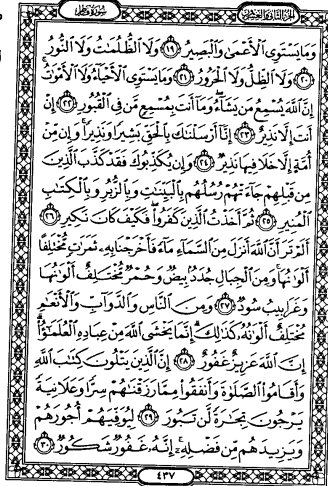 الجزء الثاني والعشرون سورة فاطر
وَمَا يَسْتَوِى الْأَعْمَىٰ وَالْبَصِيرُ ١٩ وَلَا الظُّلُمَاتُ وَلَا النُّورُ
٢٠ وَلَا الظِّلُّ وَلَا الْحَرُورُ ٢١ وَمَا يَسْتَوِى الْأَحْيَاءُ وَلَا الْأَمْوَاتُ
إِنَّ اللَّهَ يُسْمِعُ مَن يَشَاءُ وَمَا أَنتَ بِمُسْمِعٍ مَّن فِى الْقُبُورِ ٢٢ إِنْ
أَنتَ إِلَّا نَذِيرٌ ٢٣ إِنَّا أَرْسَلْنَاكَ بِالْحَقِّ بَشِيرًا وَنَذِيرًا وَإِن مِّنْ
أُمَّةٍ إِلَّا خَلَا فِيهَا نَذِيرٌ ٢٤ وَإِن يُكَذِّبُوكَ فَقَدْ كَذَّبَ الَّذِينَ
مِن قَبْلِهِمْ جَاءَتْهُمْ رُسُلُهُم بِالْبَيِّنَاتِ وَبِالزُّبُرِ وَبِالْكِتَابِ
الْمُنِيرِ ٢٥ ثُمَّ أَخَذْتُ الَّذِينَ كَفَرُوا فَكَيْفَ كَانَ نَكِيرِ ٢٦
أَلَمْ تَرَ أَنَّ اللَّهَ أَنزَلَ مِنَ السَّمَاءِ مَاءً فَأَخْرَجْنَا بِهِ ثَمَرَاتٍ مُّخْتَلِفًا
أَلْوَانُهَا وَمِنَ الْجِبَالِ جُدَدٌ بِيضٌ وَحُمْرٌ مُّخْتَلِفٌ أَلْوَانُهَا
وَغَرَابِيبُ سُودٌ ٢٧ وَمِنَ النَّاسِ وَالدَّوَابِّ وَالْأَنْعَامِ
مُخْتَلِفٌ أَلْوَانُهُ كَذَٰلِكَ إِنَّمَا يَخْشَى اللَّهَ مِنْ عِبَادِهِ الْعُلَمَاءُ
إِنَّ اللَّهَ عَزِيزٌ غَفُورٌ ٢٨ إِنَّ الَّذِينَ يَتْلُونَ كِتَابَ اللَّهِ
وَأَقَامُوا الصَّلَوٰةَ وَأَنفَقُوا مِمَّا رَزَقْنَاهُمْ سِرًّا وَعَلَانِيَةً
يَرْجُونَ تِجَارَةً لَّن تَبُورَ ٢٩ لِيُوَفِّيَهُمْ أُجُورَهُمْ
وَيَزِيدَهُم مِّن فَضْلِهِ إِنَّهُ غَفُورٌ شَكُورٌ ٣٠
٤٣٧